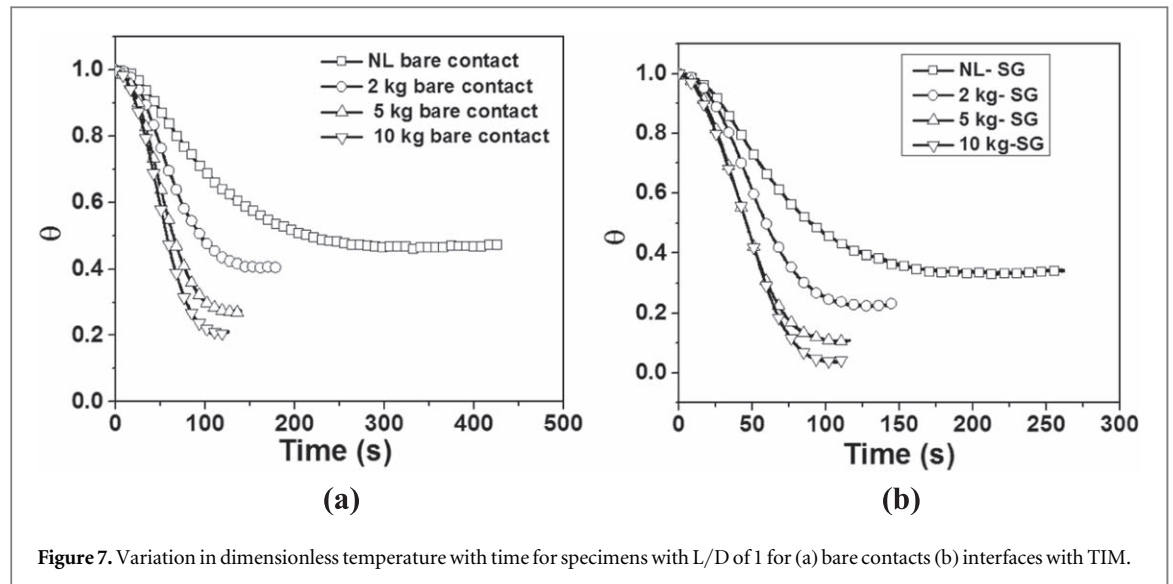 NL bare contact
2 kg bare contact
5 kg bare contact
10 kg bare contact
1.0
0.8
0.6
0.4
0.2
0.0
θ
0 100 200 300 400 500
Time (s)
(a)
NL- SG
2 kg- SG
5 kg- SG
10 kg-SG
1.0
0.8
0.6
0.4
0.2
0.0
θ
0 50 100 150 200 250 300
Time (s)
(b)
Figure 7. Variation in dimensionless temperature with time for specimens with L/D of 1 for (a) bare contacts (b) interfaces with TIM.